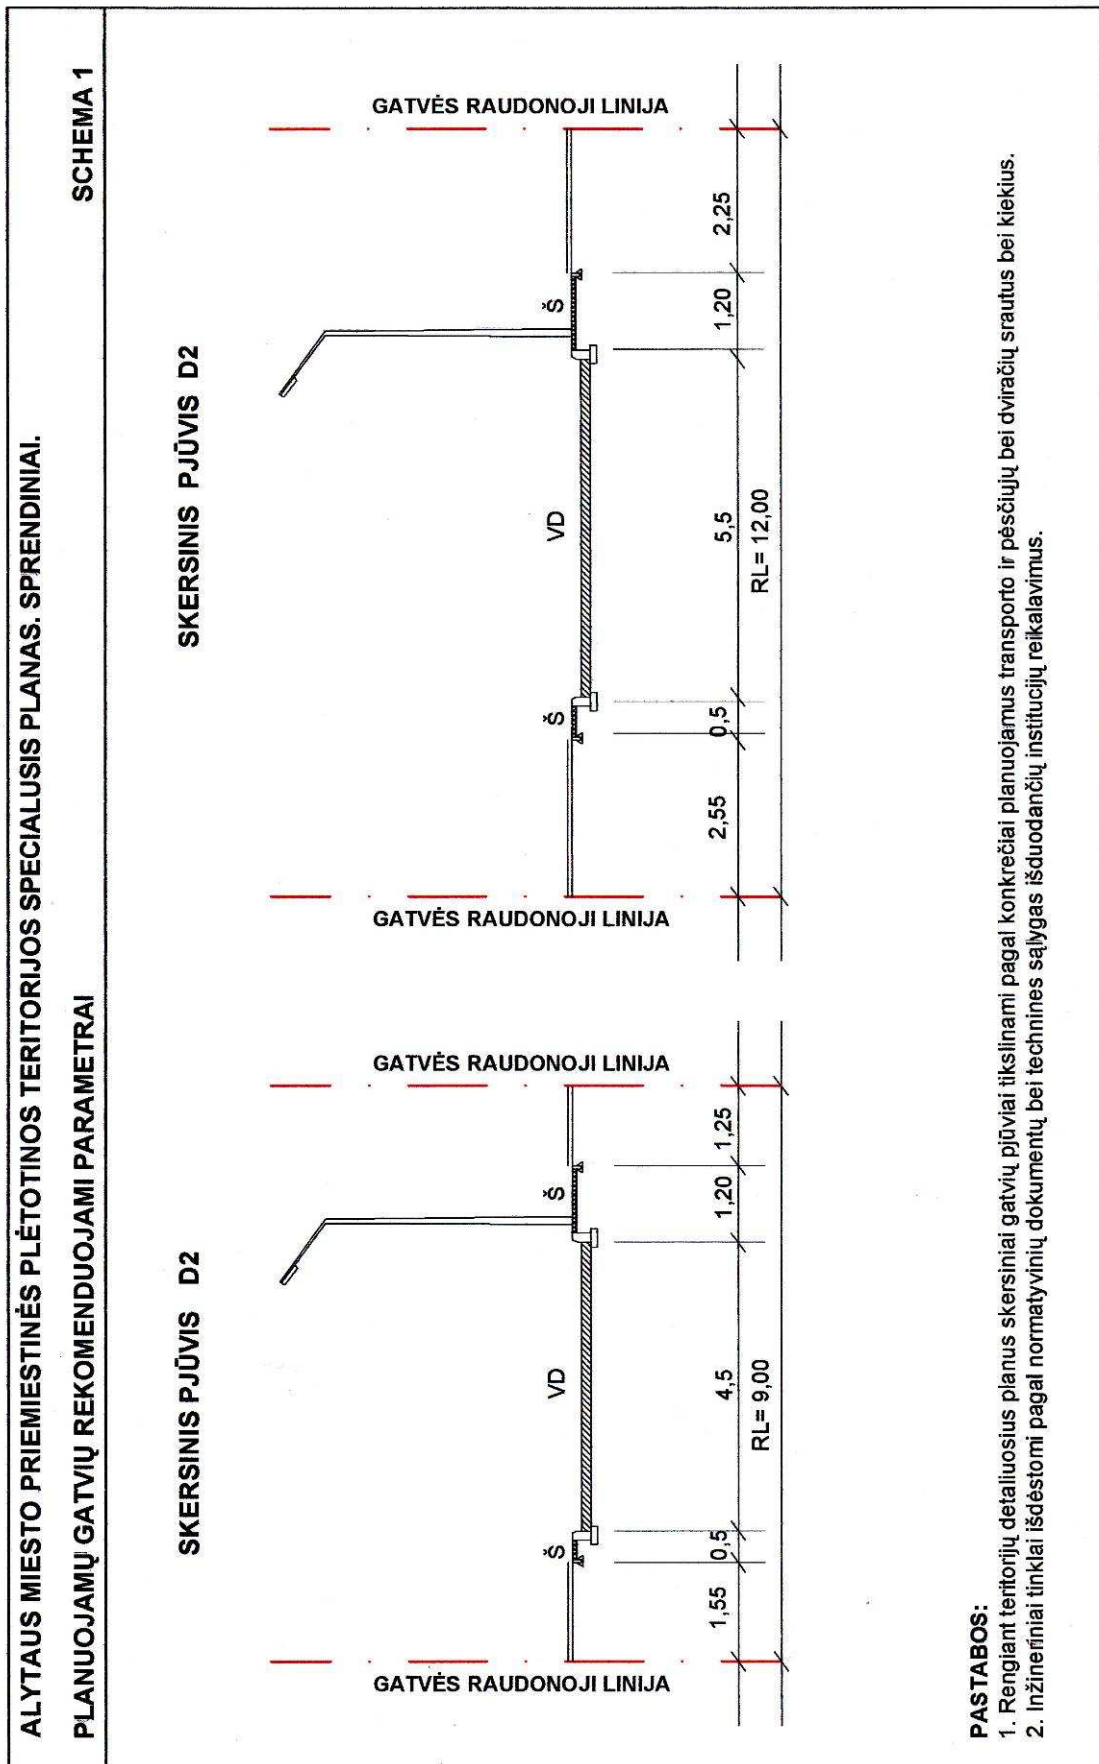 ALYTAUS MIESTO PRIEMIESTINĖS PLĖTOTINOS TERITORIJOS SPECIALUSIS PLANAS. SPRENDINIAI.
PLANUOJAMŲ GATVIŲ REKOMENDUOJAMI PARAMETRAI
SCHEMA 1
SKERSINIS PJŪVIS D2
GATVĖS RAUDONOJI LINIJA
GATVĖS RAUDONOJI LINIJA
Š
VD
Š
1,55
0,5
4,5
1,20
1,25
RL= 9,00
SKERSINIS PJŪVIS D2
GATVĖS RAUDONOJI LINIJA
GATVĖS RAUDONOJI LINIJA
Š
VD
Š
2,55
0,5
5,5
1,20
2,25
RL= 12,00
PASTABOS:
1. Rengiant teritorijų detaliuosius planus skersiniai gatvių pjūviai tikslinami pagal konkrečiai planuojamus transporto ir pėsčiųjų bei dviračių srautus bei kiekius.
2. Inžineriniai tinklai išdėstomi pagal normatyvinių dokumentų bei technines sąlygas išduodančių institucijų reikalavimus.